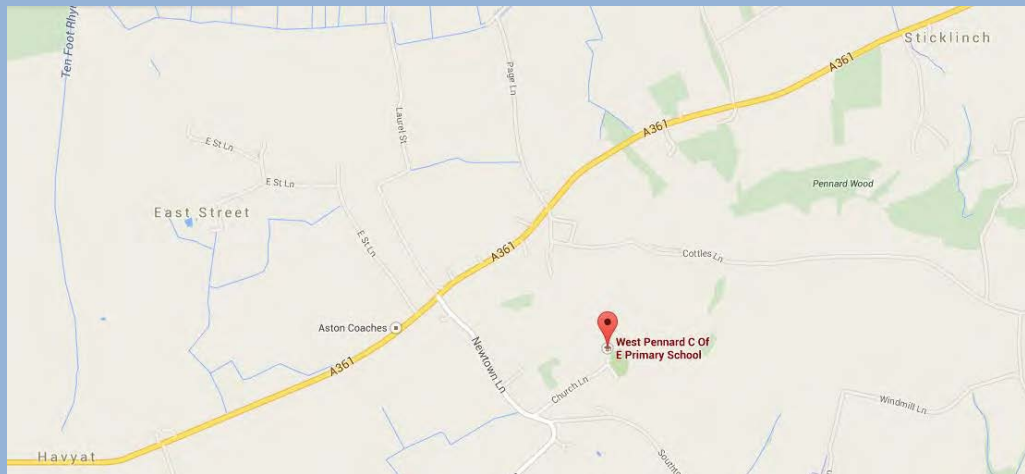 Sticklinch
A361
Ten Foot Rhy
Page Ln
Laurel St
A361
E St Ln
E St Ln
Pennard Wood
East Street
E St Ln
A361
Cottles Ln
Aston Coaches
West Pennard C Of
E Primary School
Newtown Ln
A361
Church Ln
Windmill Ln
Havyat